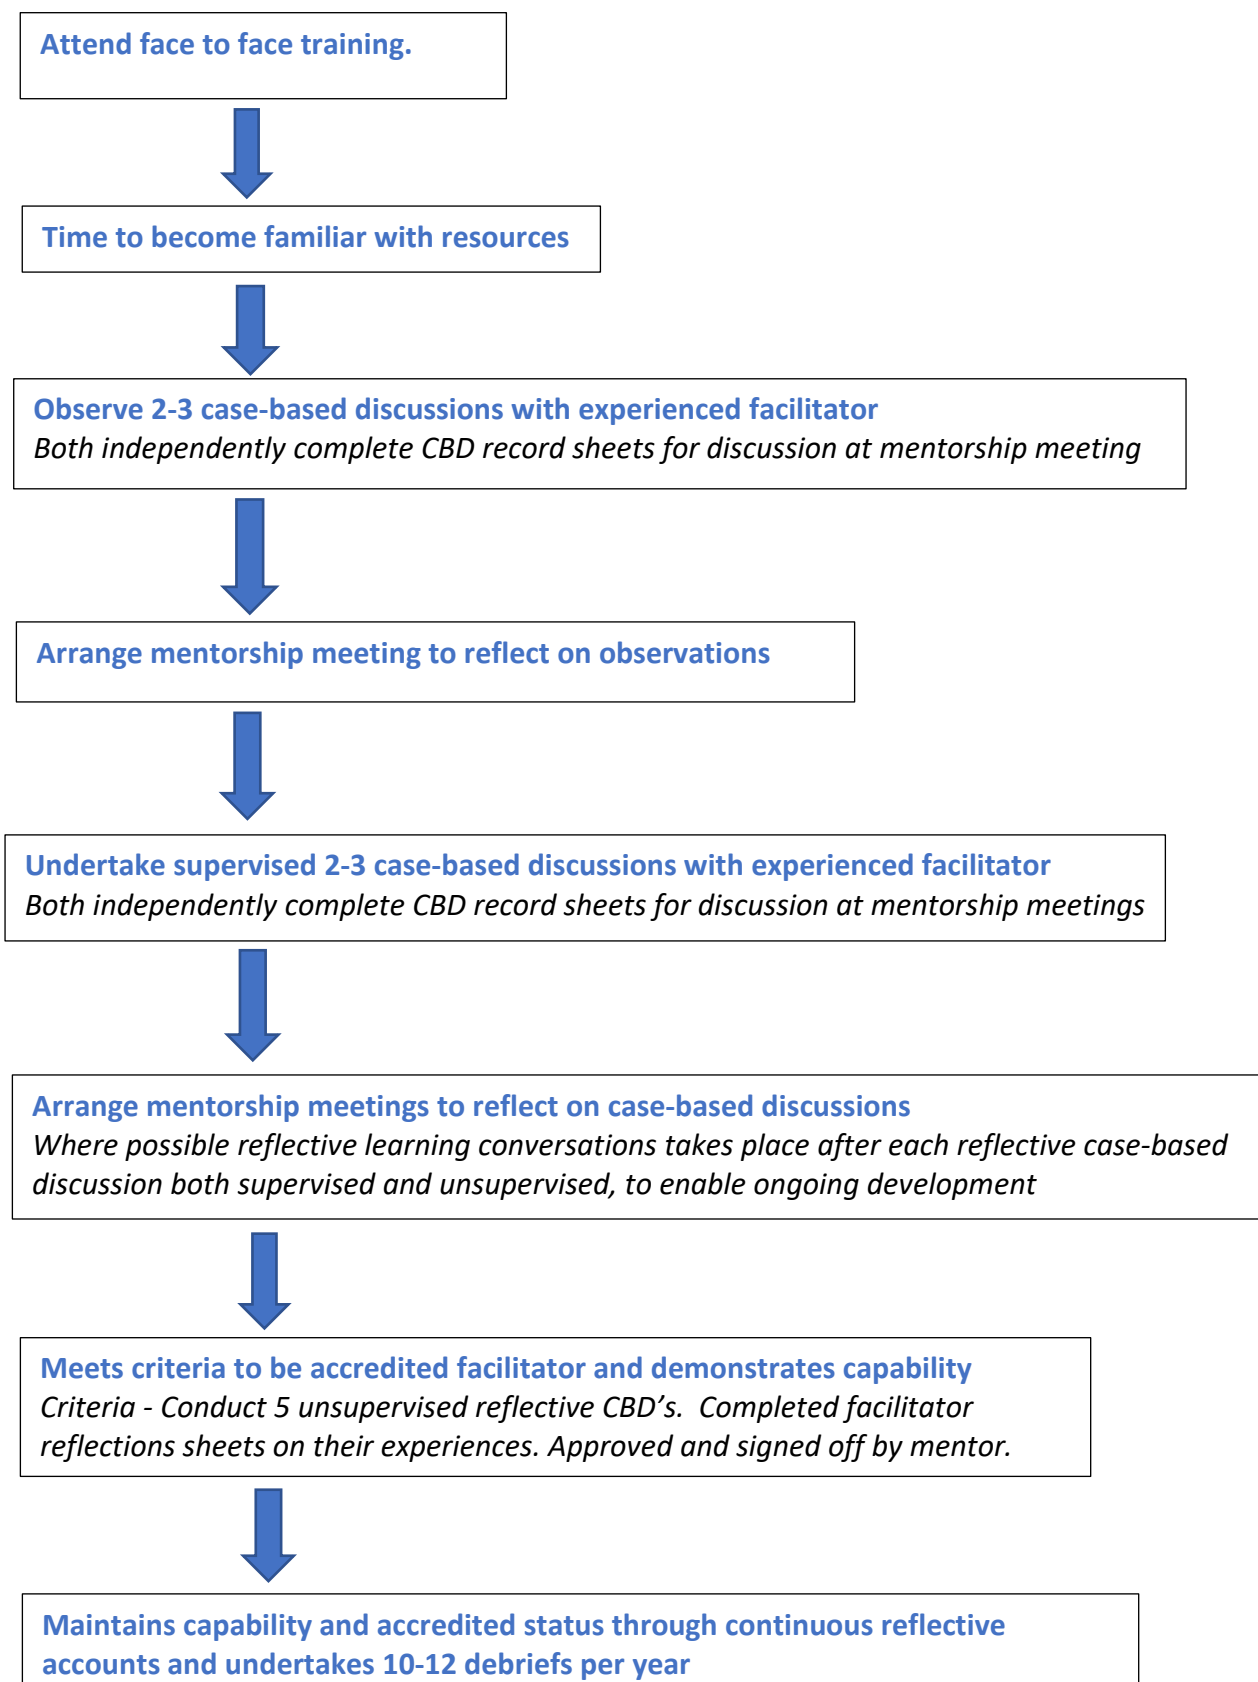 Attend face to face training.
Time to become familiar with resources
Observe 2-3 case-based discussions with experienced facilitator
Both independently complete CBD record sheets for discussion at mentorship meeting
Arrange mentorship meeting to reflect on observations
Undertake supervised 2-3 case-based discussions with experienced facilitator
Both independently complete CBD record sheets for discussion at mentorship meetings
Arrange mentorship meetings to reflect on case-based discussions
Where possible reflective learning conversations takes place after each reflective case-based
discussion both supervised and unsupervised, to enable ongoing development
Meets criteria to be accredited facilitator and demonstrates capability
Criteria - Conduct 5 unsupervised reflective CBD’s.  Completed facilitator
reflections sheets on their experiences. Approved and signed off by mentor.
Maintains capability and accredited status through continuous reflective
accounts and undertakes 10-12 debriefs per year